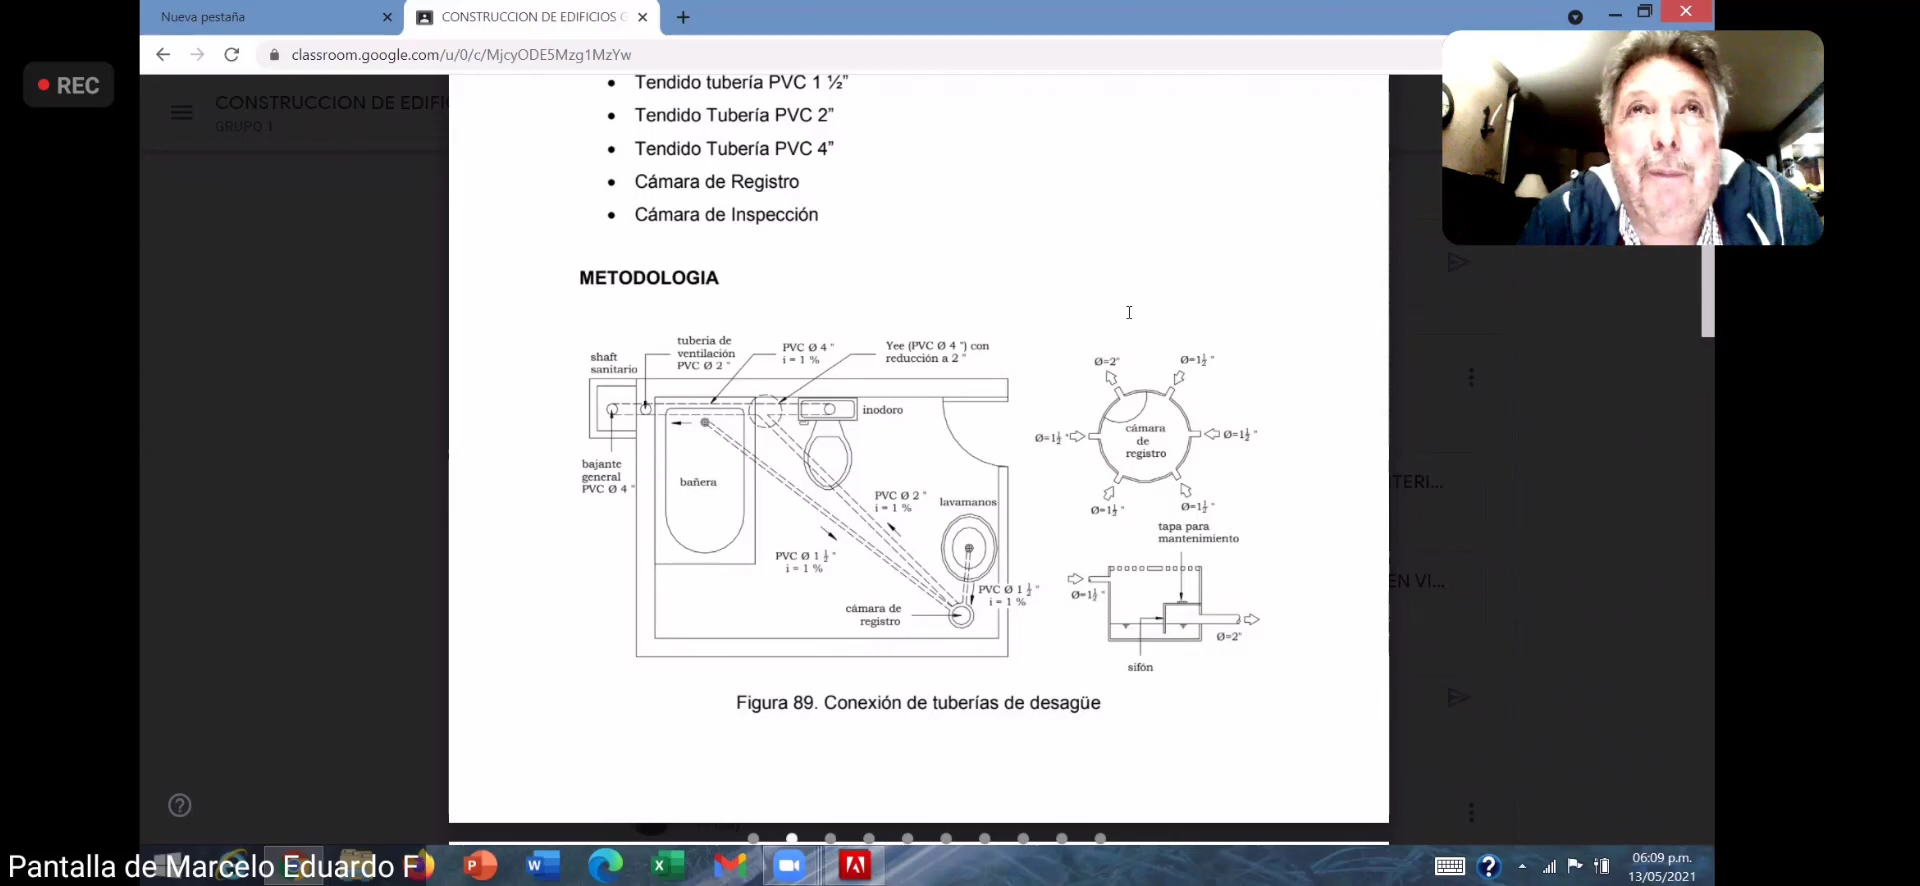 Nueva pestaña
CONSTRUCCION DE EDIFICIOS G
classroom.google.com/u/0/c/MjcyODE5Mzg1MzYw
REC
CONSTRUCCION DE EDIFI
GRUPO 1
• Tendido tubería PVC 1 ½”
• Tendido Tubería PVC 2”
• Tendido Tubería PVC 4”
• Cámara de Registro
• Cámara de Inspección
METODOLOGIA
shaft
sanitario
tuberia de
ventilación
PVC Ø 2 "
PVC Ø 4 "
i = 1 %
Yee (PVC Ø 4 ") con
reducción a 2 "
inodoro
bajante
general
PVC Ø 4 "
bañera
PVC Ø 2 "
i = 1 %
lavamanos
PVC Ø 1 ½ "
i = 1 %
PVC Ø 1 ½ "
i = 1 %
cámara de
registro
Ø=2"
Ø=1½ "
Ø=1½ "
cámara
de
registro
Ø=1½ "
Ø=1½ "
Ø=1½ "
tapa para
mantenimiento
Ø=1½ "
Ø=2"
sifón
Figura 89. Conexión de tuberías de desagüe
TERI...
EN VI...
Pantalla de Marcelo Eduardo F
06:09 p.m.
13/05/2021